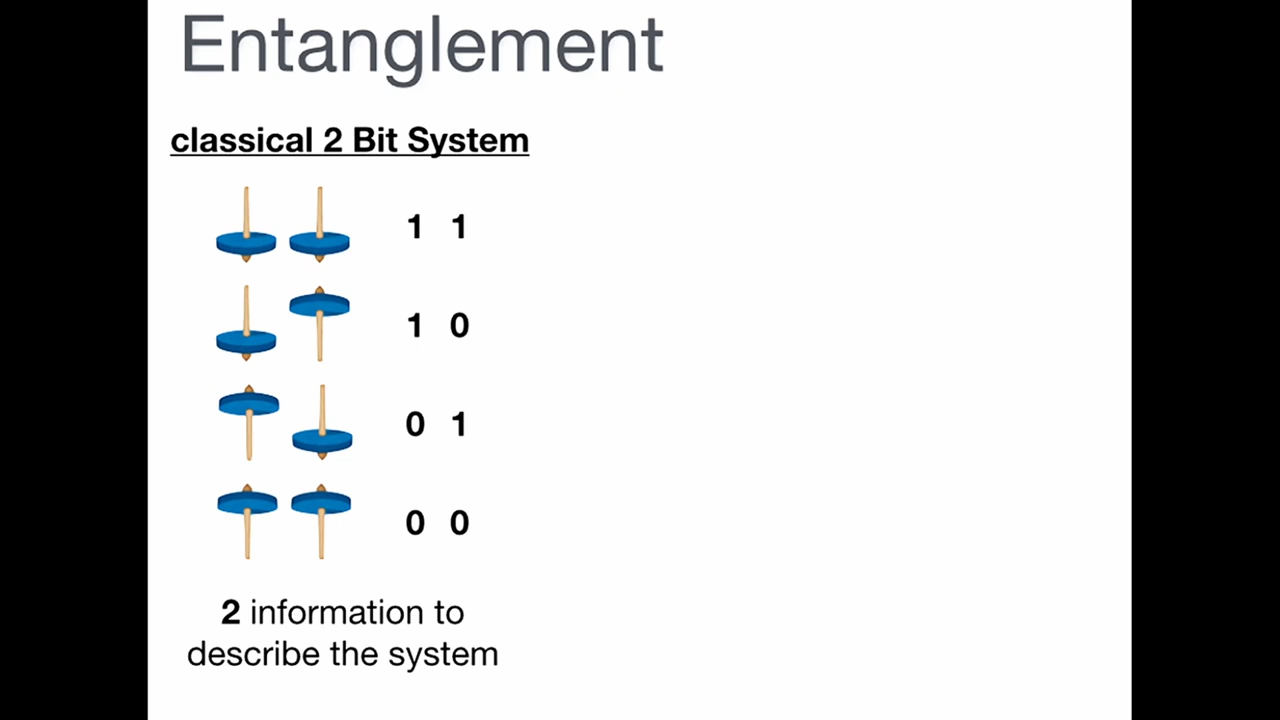 Entanglement
classical 2 Bit System
1 1
1 0
0 1
0 0
2 information to
describe the system